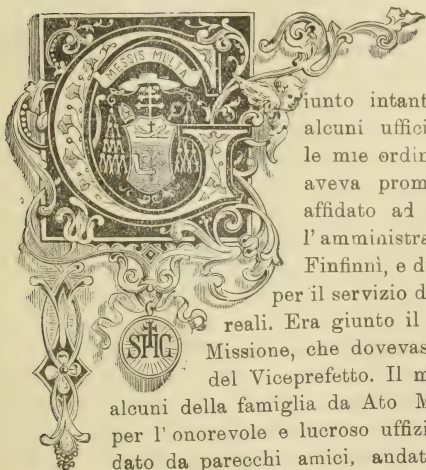 MESSIS MULTA
G
iunto intant
alcuni uffici
le mie ordin
aveva prom
affidato ad
l'amministra
Finfinnì, e d
per il servizio d
reali. Era giunto il
Missione, che dovevas
del Viceprefetto. Il m
alcuni della famiglia da Ato M
per l'onorevole e lucroso uffizi
dato da parecchi amici, andat